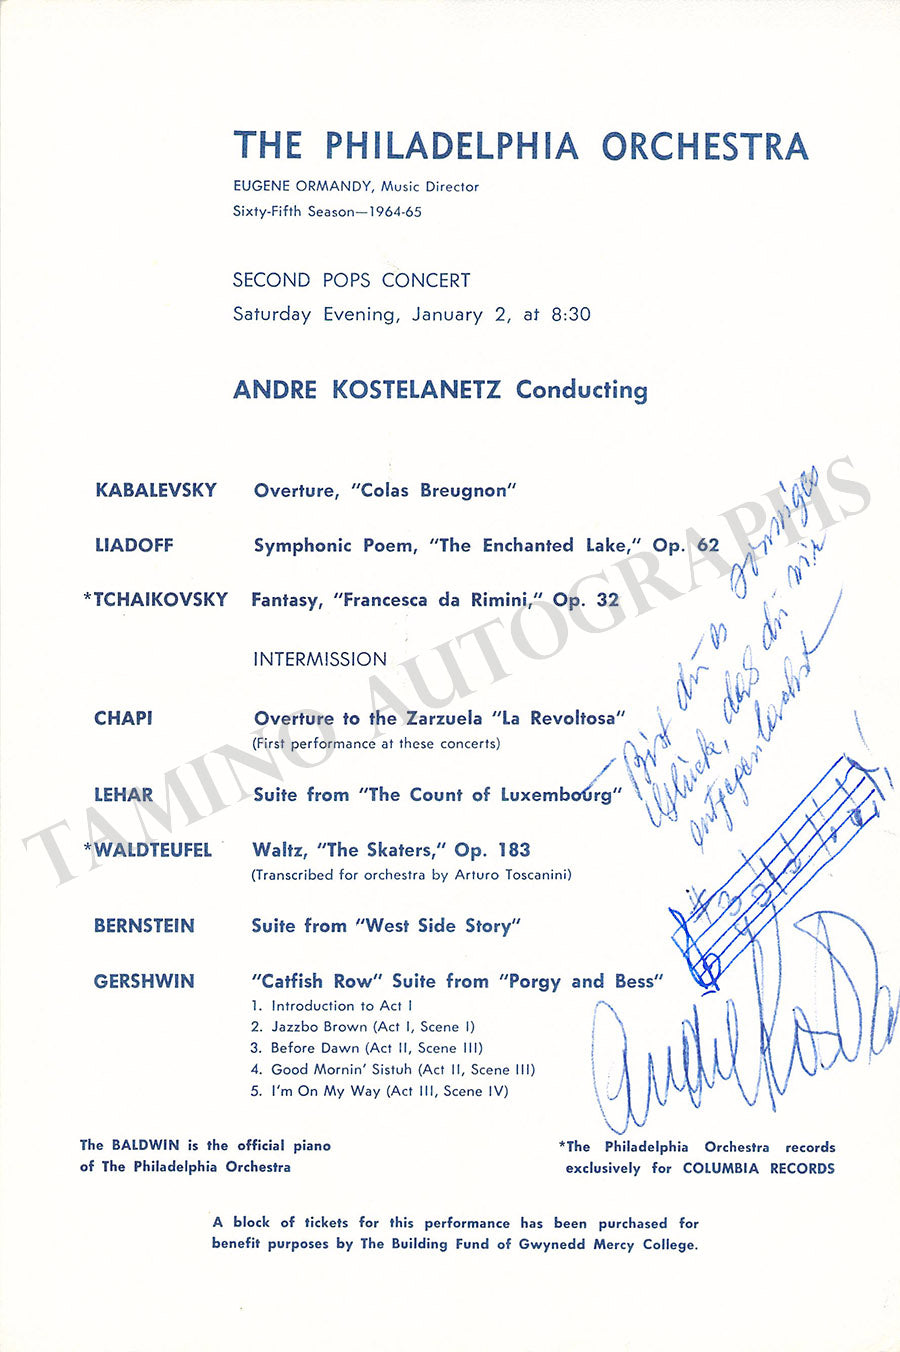 THE PHILADELPHIA ORCHESTRA
EUGENE ORMANDY, Music Director
Sixty-Fifth Season—1964-65
SECOND POPS CONCERT
Saturday Evening, January 2, at 8:30
ANDRE KOSTELANETZ Conducting
KABALEVSKY Overture, "Colas Breugnon"
LIADOFF Symphonic Poem, "The Enchanted Lake," Op. 62
*TCHAIKOVSKY Fantasy, "Francesca da Rimini," Op. 32
INTERMISSION
CHAPI Overture to the Zarzuela "La Revoltosa"
(First performance at these concerts)
LEHAR Suite from "The Count of Luxembourg"
*WALDTEUFEL Waltz, "The Skaters," Op. 183
(Transcribed for orchestra by Arturo Toscanini)
BERNSTEIN Suite from "West Side Story"
GERSHWIN "Catfish Row" Suite from "Porgy and Bess"
1. Introduction to Act I
2. Jazzbo Brown (Act I, Scene I)
3. Before Dawn (Act II, Scene III)
4. Good Mornin' Sistuh (Act II, Scene III)
5. I'm On My Way (Act III, Scene IV)
Bist du's sonniges
Glück, das du mir
entgegenlachst
André Kostel
The BALDWIN is the official piano
of The Philadelphia Orchestra
*The Philadelphia Orchestra records
exclusively for COLUMBIA RECORDS
A block of tickets for this performance has been purchased for
benefit purposes by The Building Fund of Gwynedd Mercy College.
TAMINO AUTOGRAPHS